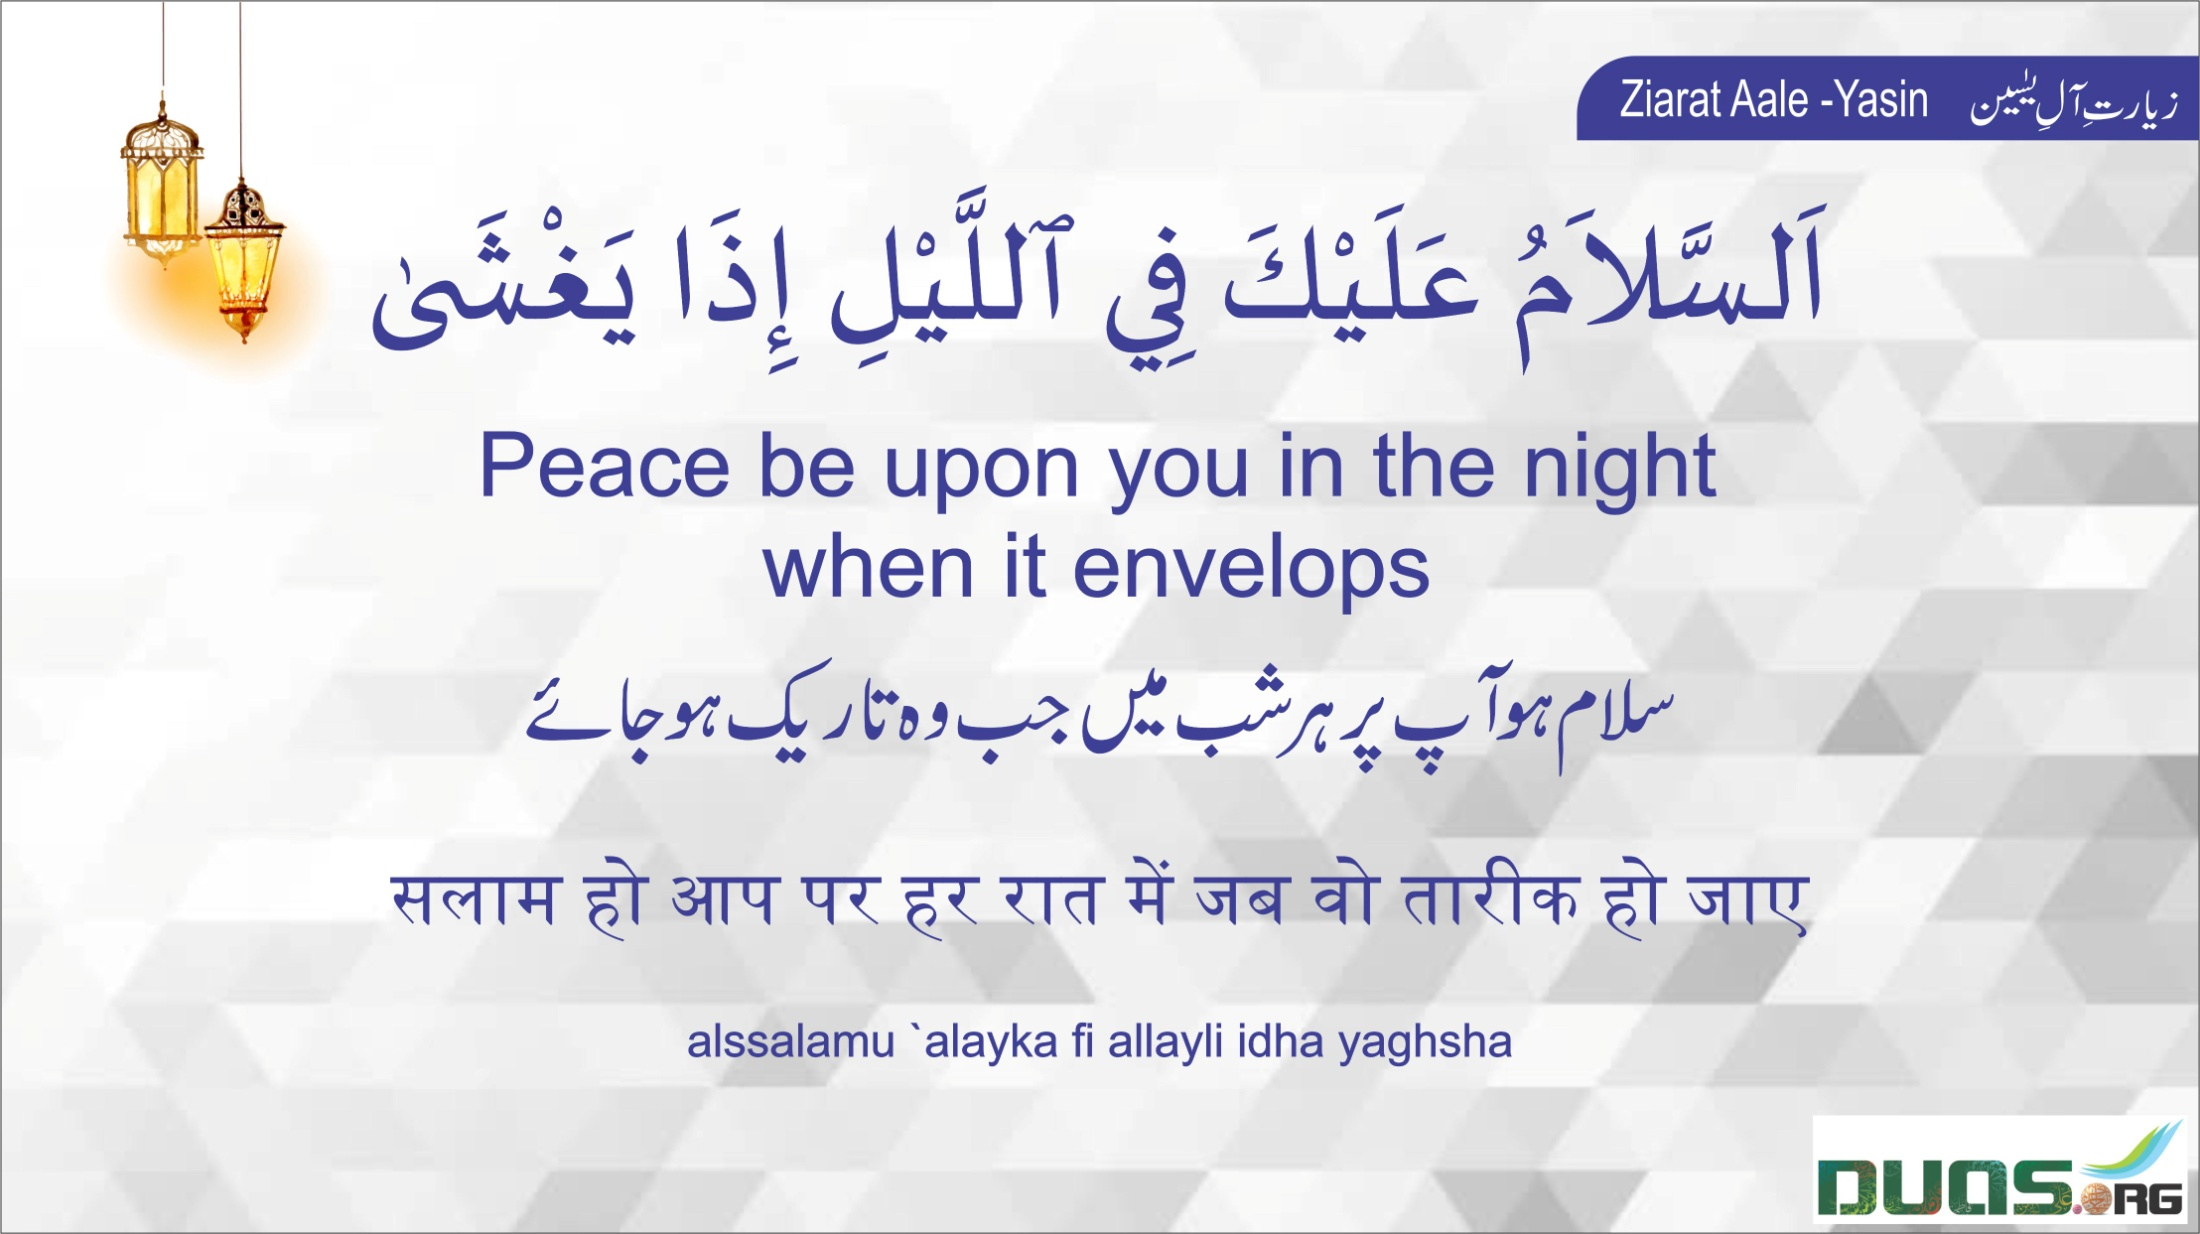 Ziarat Aale -Yasin زیارتِ آلِ یٰسین
اَلسَّلاَمُ عَلَيْكَ فِي ٱللَّيْلِ إِذَا يَغْشَىٰ
Peace be upon you in the night
when it envelops
سلام ہو آپ پر ہر شب میں جب وہ تاریک ہو جائے
सलाम हो आप पर हर रात में जब वो तारीक हो जाए
alssalamu `alayka fi allayli idha yaghsha
DUAS.ORG